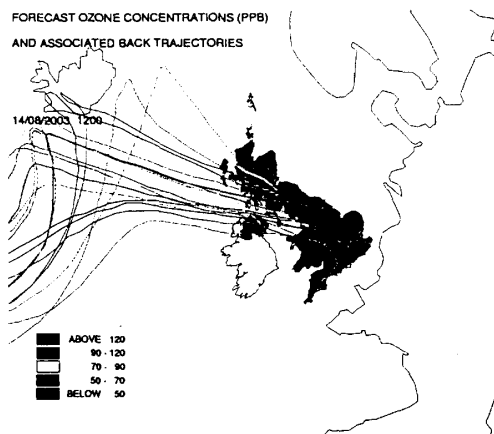 FORECAST OZONE CONCENTRATIONS (PPB)
AND ASSOCIATED BACK TRAJECTORIES
14/08/2003 1200
ABOVE 120
90 - 120
70 - 90
50 - 70
BELOW 50